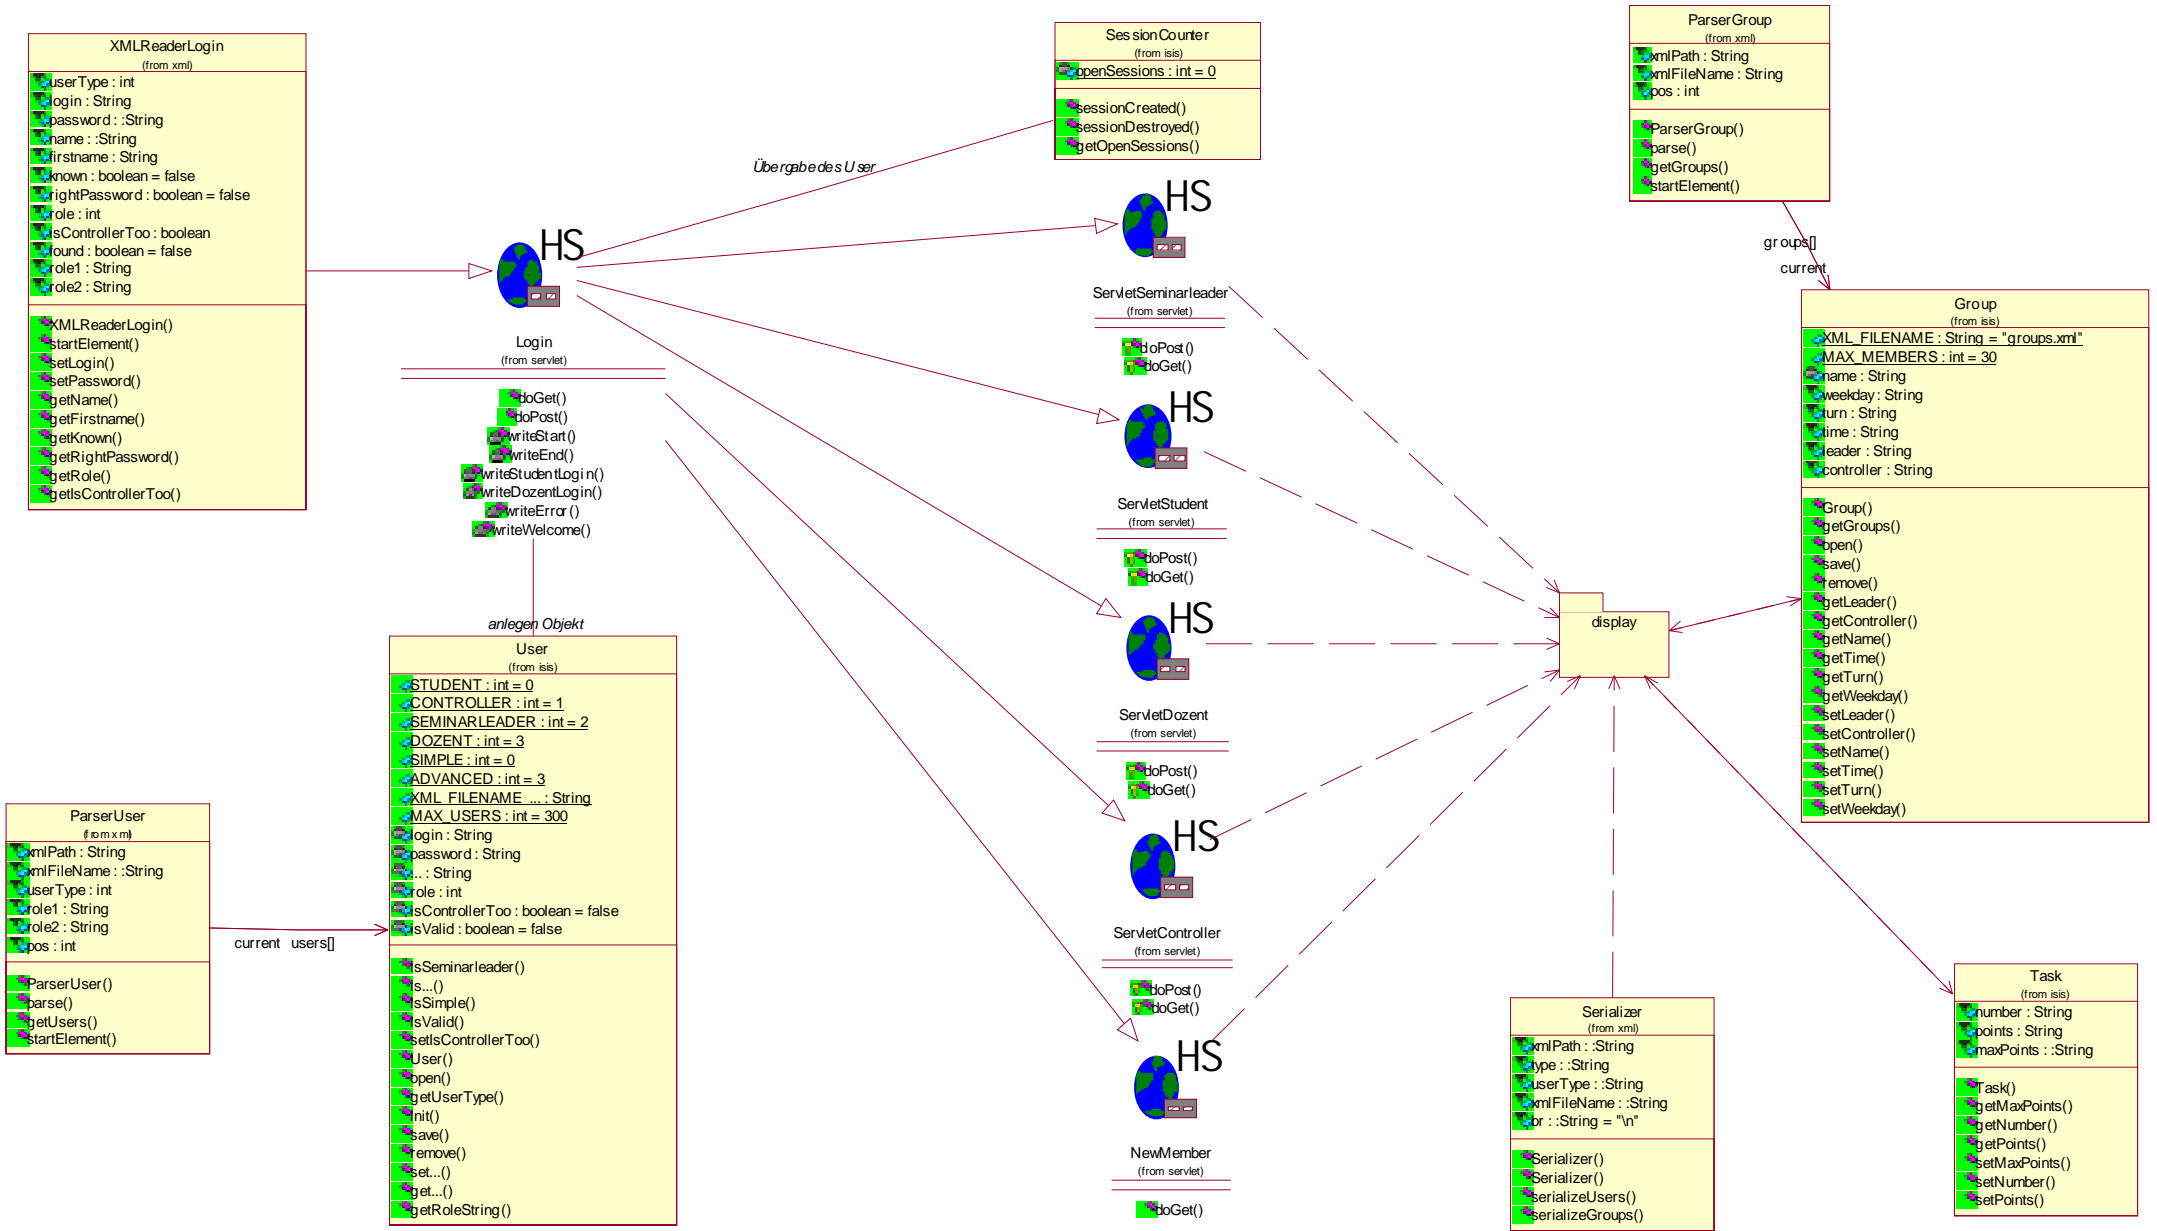 XMLReaderLogin
(from xml)
userType : int
login : String
password : :String
name : :String
firstname : String
known : boolean = false
rightPassword : boolean = false
role : int
isControllerToo : boolean
found : boolean = false
role1 : String
role2 : String
XMLReaderLogin()
startElement()
setLogin()
setPassword()
getName()
getFirstname()
getKnown()
getRightPassword()
getRole()
getIsControllerToo()
HS
Login
(from servlet)
doGet()
doPost()
writeStart()
writeEnd()
writeStudentLogin()
writeDozentLogin()
writeError()
writeWelcome()
anlegen Objekt
User
(from isis)
STUDENT : int = 0
CONTROLLER : int = 1
SEMINARLEADER : int = 2
DOZENT : int = 3
SIMPLE : int = 0
ADVANCED : int = 3
XML_FILENAME_... : String
MAX_USERS : int = 300
login : String
password : String
... : String
role : int
isControllerToo : boolean = false
isValid : boolean = false
isSeminarleader()
is...()
isSimple()
isValid()
setIsControllerToo()
User()
open()
getUserType()
init()
save()
remove()
set...()
get...()
getRoleString()
ParserUser
(from xml)
xmlPath : String
xmlFileName : :String
userType : int
role1 : String
role2 : String
pos : int
ParserUser()
parse()
getUsers()
startElement()
current users[]
Übergabe des User
SessionCounter
(from isis)
openSessions : int = 0
sessionCreated()
sessionDestroyed()
getOpenSessions()
HS
ServletSeminarleader
(from servlet)
doPost()
doGet()
HS
ServletStudent
(from servlet)
doPost()
doGet()
HS
ServletDozent
(from servlet)
doPost()
doGet()
HS
ServletController
(from servlet)
doPost()
doGet()
HS
NewMember
(from servlet)
doGet()
display
Serializer
(from xml)
xmlPath : :String
type : :String
userType : :String
xmlFileName : :String
br : :String = "\n"
Serializer()
Serializer()
serializeUsers()
serializeGroups()
ParserGroup
(from xml)
xmlPath : String
xmlFileName : String
pos : int
ParserGroup()
parse()
getGroups()
startElement()
groups[]
current
Group
(from isis)
XML_FILENAME : String = "groups.xml"
MAX_MEMBERS : int = 30
name : String
weekday : String
turn : String
time : String
leader : String
controller : String
Group()
getGroups()
open()
save()
remove()
getLeader()
getController()
getName()
getTime()
getTurn()
getWeekday()
setLeader()
setController()
setName()
setTime()
setTurn()
setWeekday()
Task
(from isis)
number : String
points : String
maxPoints : :String
Task()
getMaxPoints()
getNumber()
getPoints()
setMaxPoints()
setNumber()
setPoints()